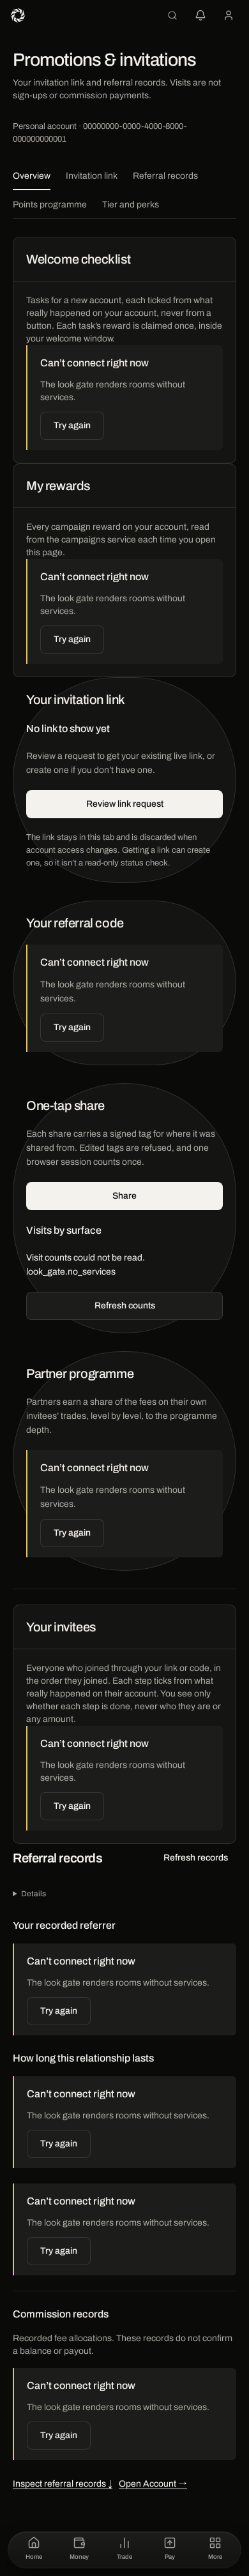 Promotions & invitations
Your invitation link and referral records. Visits are not
sign-ups or commission payments.
Personal account · 00000000-0000-4000-8000-
000000000001
Overview
Invitation link
Referral records
Points programme
Tier and perks
Welcome checklist
Tasks for a new account, each ticked from what
really happened on your account, never from a
button. Each task's reward is claimed once, inside
your welcome window.
Can't connect right now
The look gate renders rooms without
services.
Try again
My rewards
Every campaign reward on your account, read
from the campaigns service each time you open
this page.
Can't connect right now
The look gate renders rooms without
services.
Try again
Your invitation link
No link to show yet
Review a request to get your existing live link, or
create one if you don't have one.
Review link request
The link stays in this tab and is discarded when
account access changes. Getting a link can create
one, so it isn't a read-only status check.
Your referral code
Can't connect right now
The look gate renders rooms without
services.
Try again
One-tap share
Each share carries a signed tag for where it was
shared from. Edited tags are refused, and one
browser session counts once.
Share
Visits by surface
Visit counts could not be read.
look_gate.no_services
Refresh counts
Partner programme
Partners earn a share of the fees on their own
invitees' trades, level by level, to the programme
depth.
Can't connect right now
The look gate renders rooms without
services.
Try again
Your invitees
Everyone who joined through your link or code, in
the order they joined. Each step ticks from what
really happened on their account. You see only
whether each step is done, never who they are or
any amount.
Can't connect right now
The look gate renders rooms without
services.
Try again
Referral records
Refresh records
Details
Your recorded referrer
Can't connect right now
The look gate renders rooms without services.
Try again
How long this relationship lasts
Can't connect right now
The look gate renders rooms without services.
Try again
Can't connect right now
The look gate renders rooms without services.
Try again
Commission records
Recorded fee allocations. These records do not confirm
a balance or payout.
Can't connect right now
The look gate renders rooms without services.
Try again
Inspect referral records ↓ Open Account →
Home
Money
Trade
Pay
More